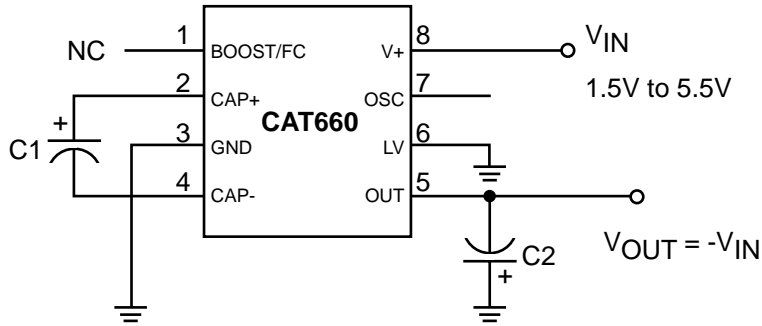 NC
1
BOOST/FC
V+
8
VIN
2
CAP+
OSC
7
1.5V to 5.5V
CAT660
+
C1
3
GND
LV
6
4
CAP-
OUT
5
C2
+
VOUT = -VIN